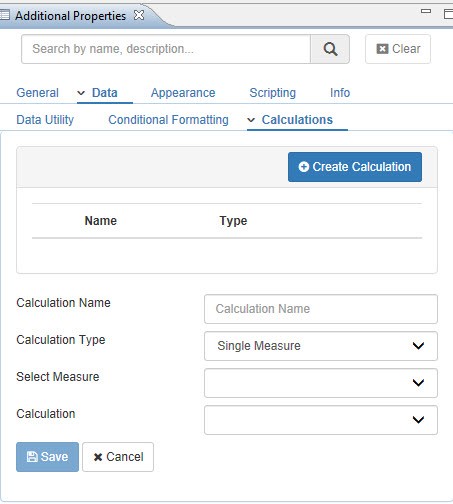 Additional Properties
Search by name, description...
Clear
General Data Appearance Scripting Info
Data Utility Conditional Formatting Calculations
Create Calculation
Name Type
Calculation Name Calculation Name
Calculation Type Single Measure
Select Measure
Calculation
Save Cancel